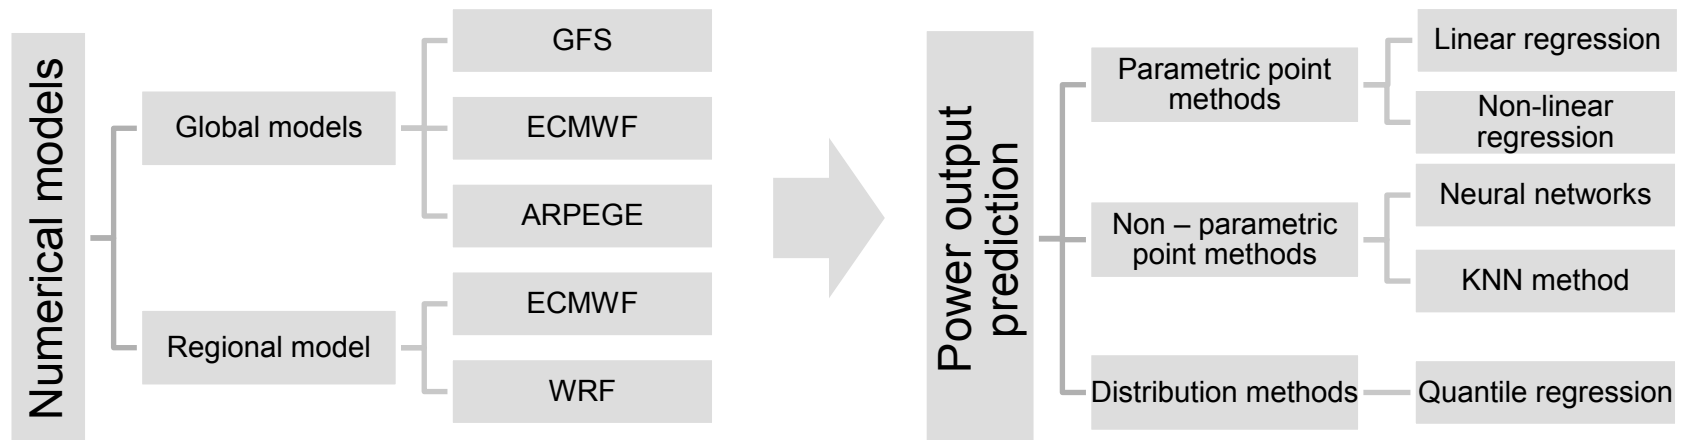 Numerical models
Global models
GFS
ECMWF
ARPEGE
Regional model
ECMWF
WRF
Power output
prediction
Parametric point
methods
Linear regression
Non-linear
regression
Non – parametric
point methods
Neural networks
KNN method
Distribution methods
Quantile regression